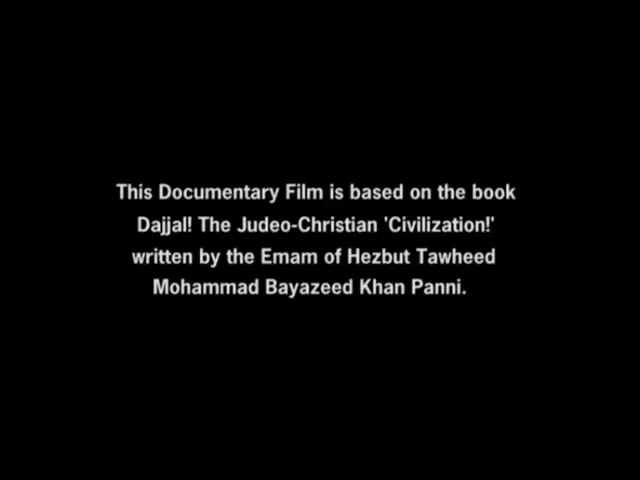 This Documentary Film is based on the book
Dajjal! The Judeo-Christian 'Civilization!'
written by the Emam of Hezbut Tawheed
Mohammad Bayazeed Khan Panni.